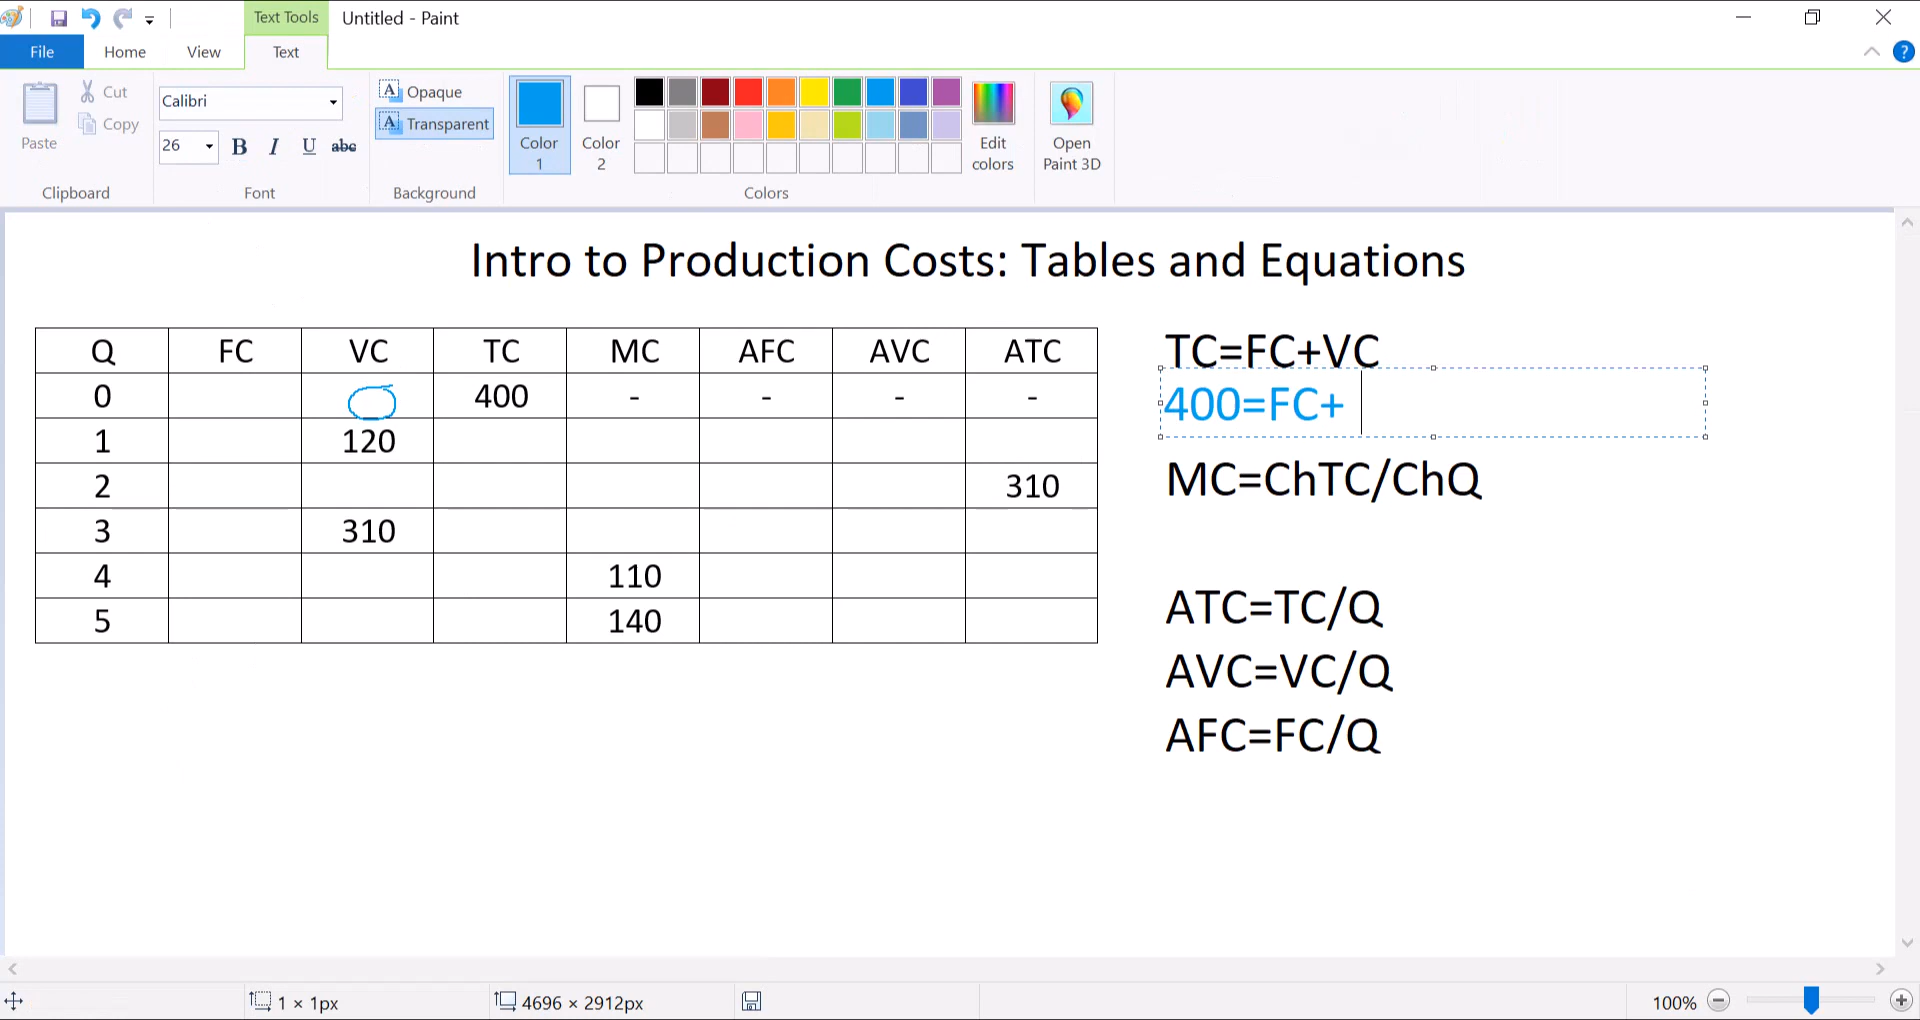 Text Tools Untitled - Paint
File Home View Text ?
Paste Cut Copy Clipboard
Calibri
26 B I U abc
Font
Opaque
Transparent
Background
Color 1
Color 2
Edit colors
Colors
Open Paint 3D
Intro to Production Costs: Tables and Equations
Q FC VC TC MC AFC AVC ATC
0 400 - - - -
1 120
2 310
3 310
4 110
5 140
TC=FC+VC
400=FC+
MC=ChTC/ChQ
ATC=TC/Q
AVC=VC/Q
AFC=FC/Q
1 × 1px 4696 × 2912px 100%